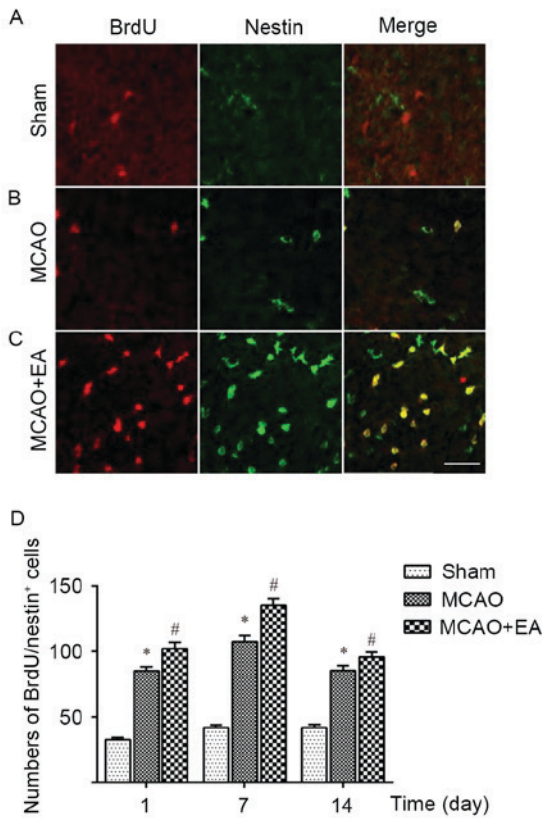 A
BrdU Nestin Merge
Sham
B
MCAO
C
MCAO+EA
D
Numbers of BrdU/nestin⁺ cells
150
100
50
* # * # * #
1 7 14 Time (day)
Sham
MCAO
MCAO+EA